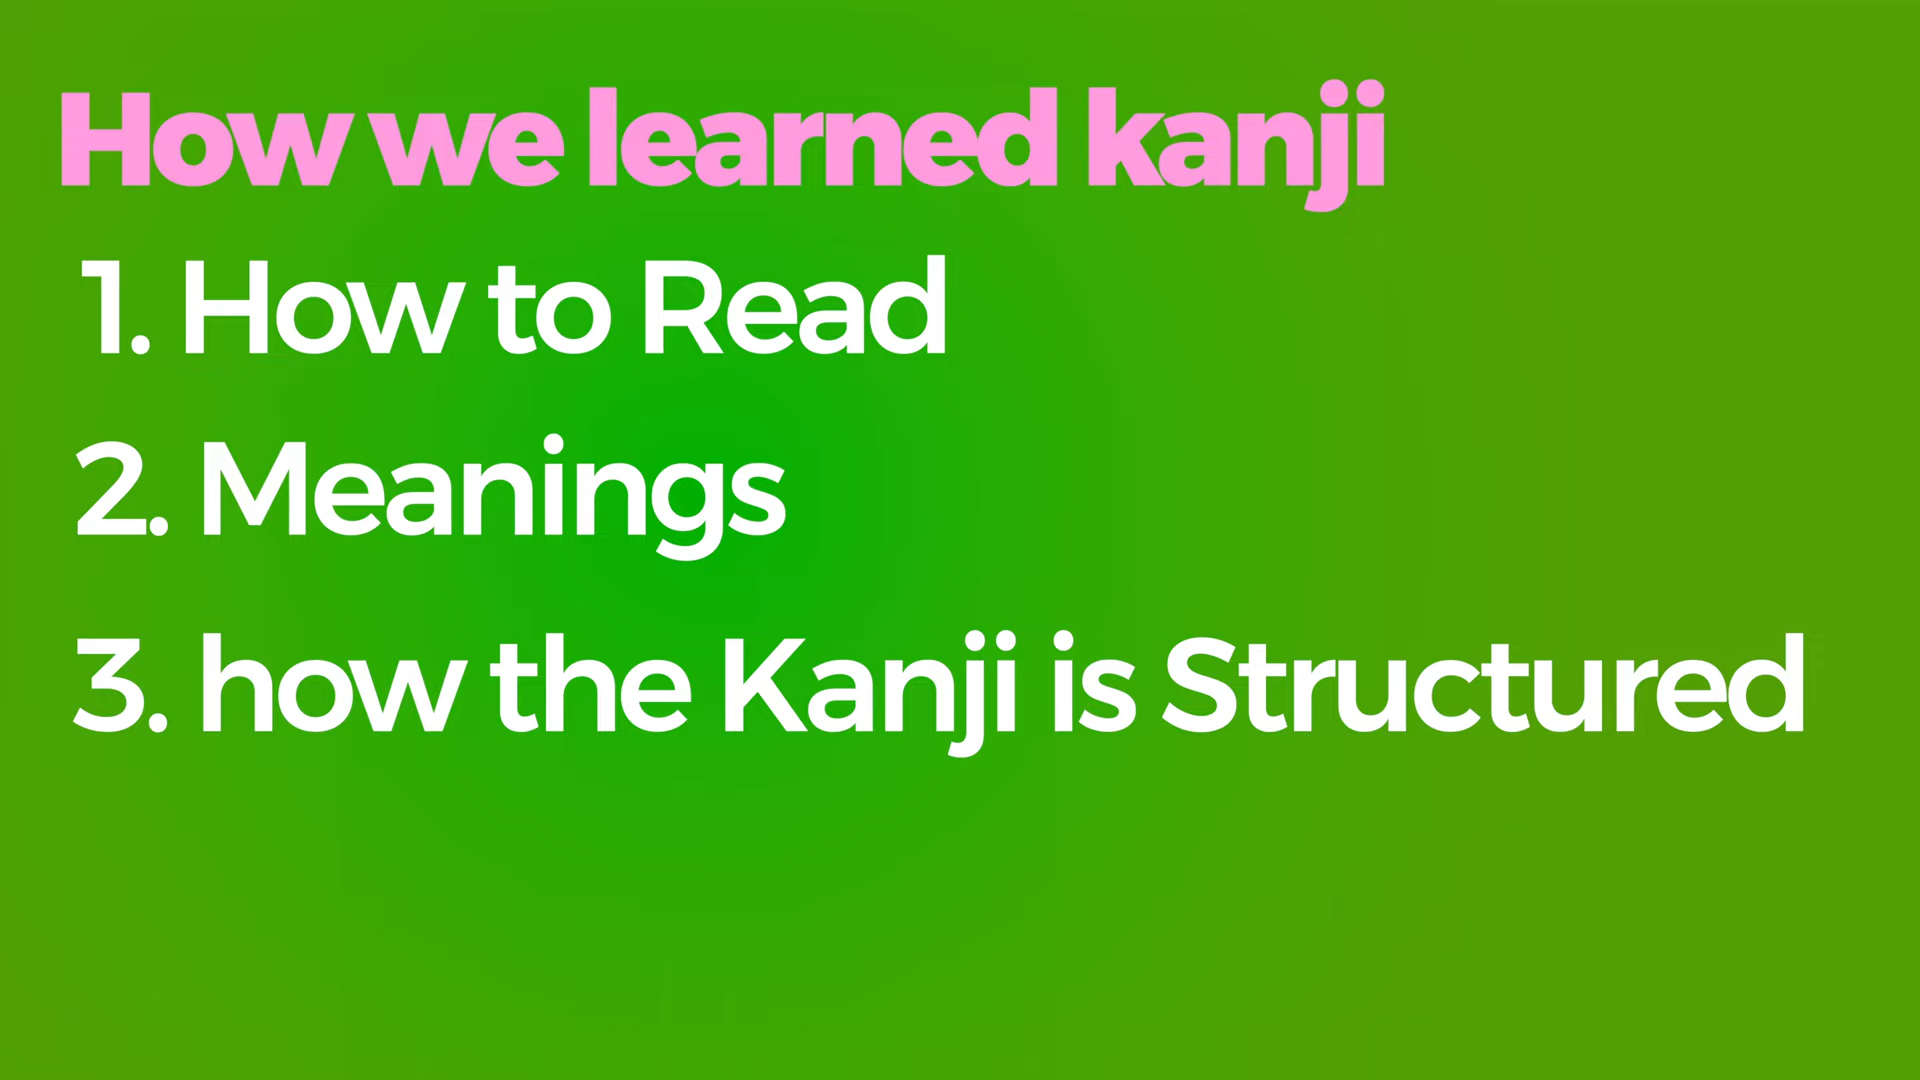 How we learned kanji
1. How to Read
2. Meanings
3. how the Kanji is Structured